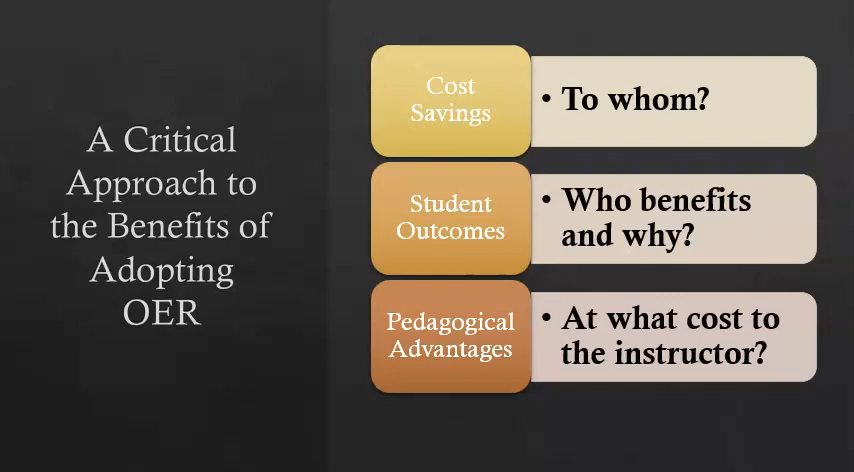 A Critical
Approach to
the Benefits of
Adopting
OER
Cost
Savings
• To whom?
Student
Outcomes
• Who benefits
and why?
Pedagogical
Advantages
• At what cost to
the instructor?